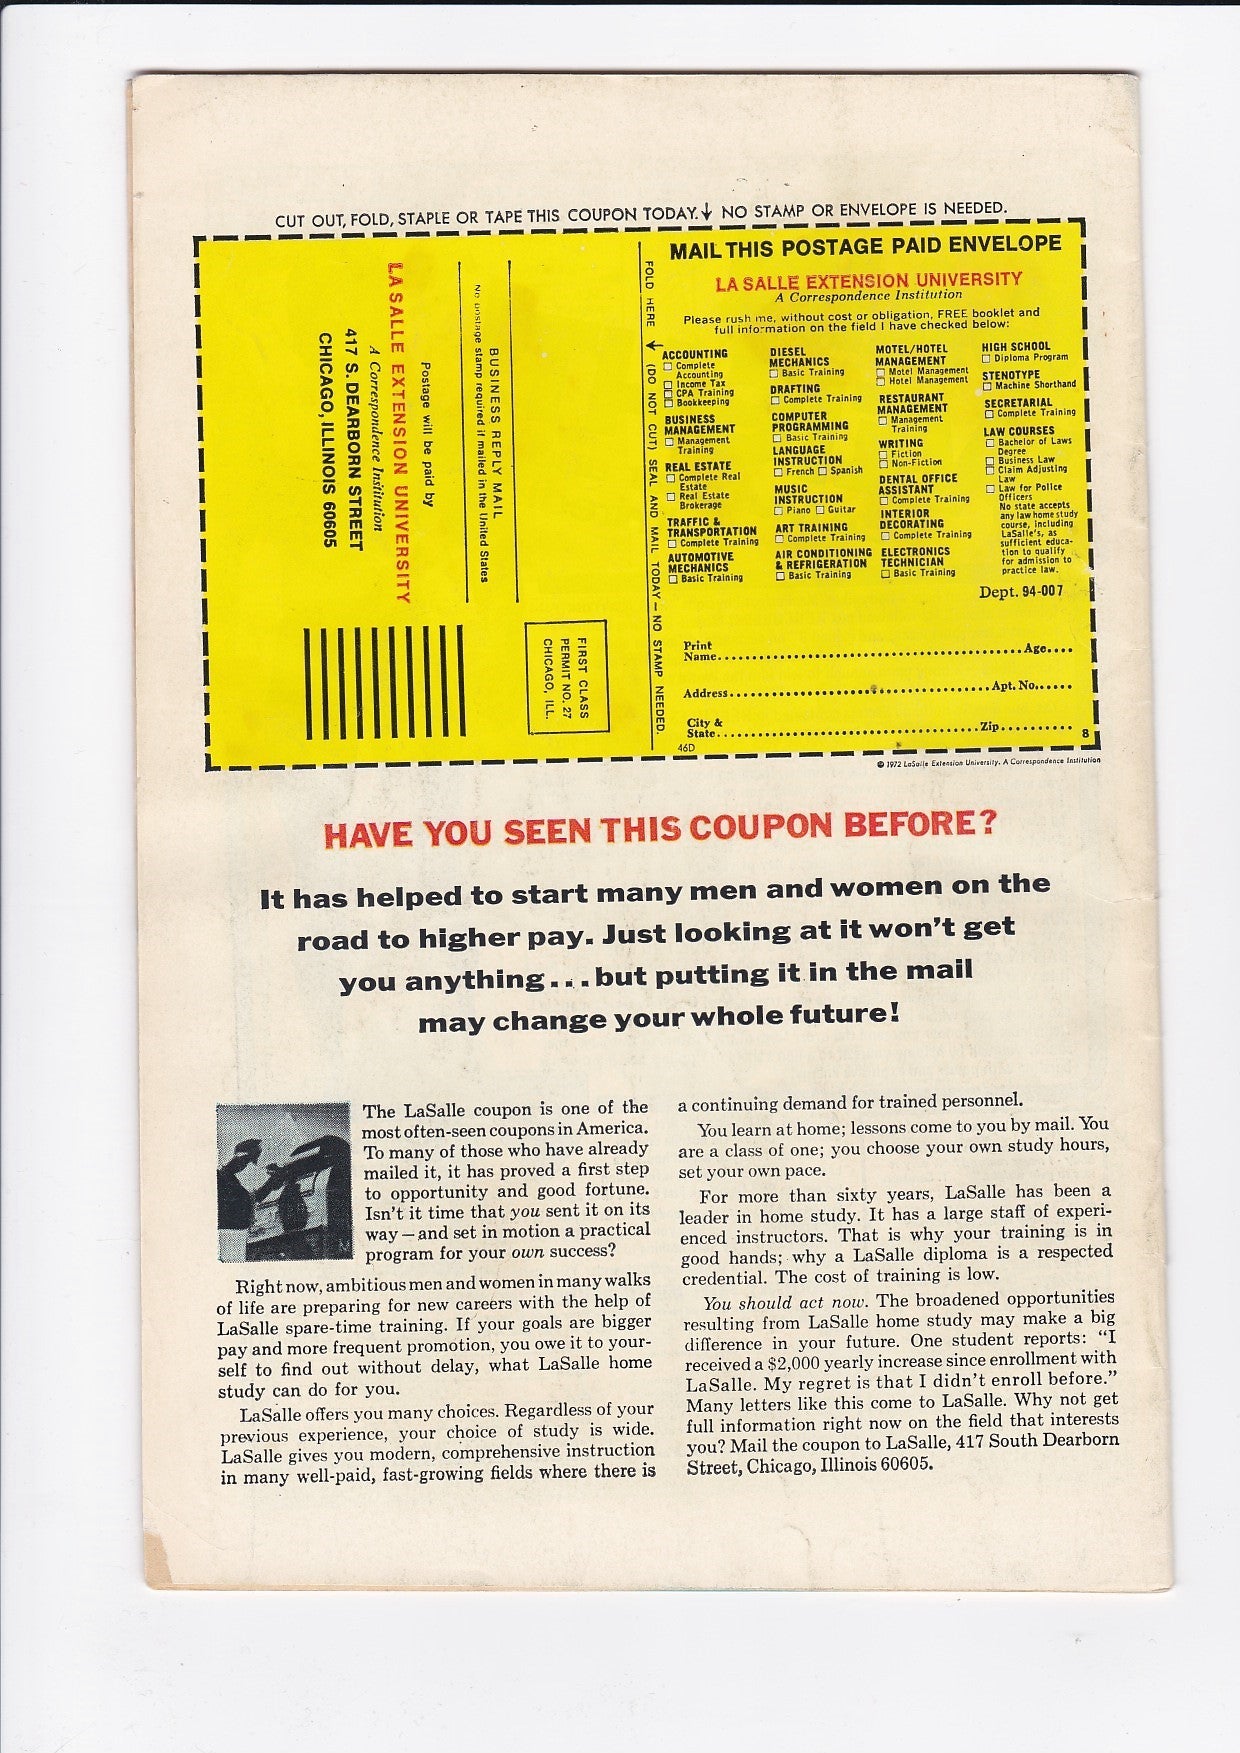 CUT OUT, FOLD, STAPLE OR TAPE THIS COUPON TODAY. ↓ NO STAMP OR ENVELOPE IS NEEDED.
FIRST CLASS
PERMIT NO. 27
CHICAGO, ILL.
BUSINESS REPLY MAIL
No postage stamp required if mailed in the United States
Postage will be paid by
LA SALLE EXTENSION UNIVERSITY
A Correspondence Institution
417 S. DEARBORN STREET
CHICAGO, ILLINOIS 60605
FOLD HERE → (DO NOT CUT) SEAL AND MAIL TODAY — NO STAMP NEEDED.
MAIL THIS POSTAGE PAID ENVELOPE
LA SALLE EXTENSION UNIVERSITY
A Correspondence Institution
Please rush me, without cost or obligation, FREE booklet and
full information on the field I have checked below:
ACCOUNTING
☐ Complete
Accounting
☐ Income Tax
☐ CPA Training
☐ Bookkeeping
BUSINESS
MANAGEMENT
☐ Management
Training
REAL ESTATE
☐ Complete Real
Estate
☐ Real Estate
Brokerage
TRAFFIC &
TRANSPORTATION
☐ Complete Training
AUTOMOTIVE
MECHANICS
☐ Basic Training
DIESEL
MECHANICS
☐ Basic Training
DRAFTING
☐ Complete Training
COMPUTER
PROGRAMMING
☐ Basic Training
LANGUAGE
INSTRUCTION
☐ French ☐ Spanish
MUSIC
INSTRUCTION
☐ Piano ☐ Guitar
ART TRAINING
☐ Complete Training
AIR CONDITIONING
& REFRIGERATION
☐ Basic Training
MOTEL/HOTEL
MANAGEMENT
☐ Motel Management
☐ Hotel Management
RESTAURANT
MANAGEMENT
☐ Management
Training
WRITING
☐ Fiction
☐ Non-Fiction
DENTAL OFFICE
ASSISTANT
☐ Complete Training
INTERIOR
DECORATING
☐ Complete Training
ELECTRONICS
TECHNICIAN
☐ Basic Training
HIGH SCHOOL
☐ Diploma Program
STENOTYPE
☐ Machine Shorthand
SECRETARIAL
☐ Complete Training
LAW COURSES
☐ Bachelor of Laws
Degree
☐ Business Law
☐ Claim Adjusting
Law
☐ Law for Police
Officers
No state accepts
any law home study
course, including
LaSalle's, as
sufficient educa-
tion to qualify
for admission to
practice law.
Dept. 94-007
Print
Name.......... Age....
Address.......... Apt. No......
City &
State.......... Zip..........
46D
8
© 1972 LaSalle Extension University. A Correspondence Institution
HAVE YOU SEEN THIS COUPON BEFORE?
It has helped to start many men and women on the
road to higher pay. Just looking at it won't get
you anything...but putting it in the mail
may change your whole future!
The LaSalle coupon is one of the
most often-seen coupons in America.
To many of those who have already
mailed it, it has proved a first step
to opportunity and good fortune.
Isn't it time that you sent it on its
way—and set in motion a practical
program for your own success?
Right now, ambitious men and women in many walks
of life are preparing for new careers with the help of
LaSalle spare-time training. If your goals are bigger
pay and more frequent promotion, you owe it to your-
self to find out without delay, what LaSalle home
study can do for you.
LaSalle offers you many choices. Regardless of your
previous experience, your choice of study is wide.
LaSalle gives you modern, comprehensive instruction
in many well-paid, fast-growing fields where there is
a continuing demand for trained personnel.
You learn at home; lessons come to you by mail. You
are a class of one; you choose your own study hours,
set your own pace.
For more than sixty years, LaSalle has been a
leader in home study. It has a large staff of experi-
enced instructors. That is why your training is in
good hands; why a LaSalle diploma is a respected
credential. The cost of training is low.
You should act now. The broadened opportunities
resulting from LaSalle home study may make a big
difference in your future. One student reports: "I
received a $2,000 yearly increase since enrollment with
LaSalle. My regret is that I didn't enroll before."
Many letters like this come to LaSalle. Why not get
full information right now on the field that interests
you? Mail the coupon to LaSalle, 417 South Dearborn
Street, Chicago, Illinois 60605.